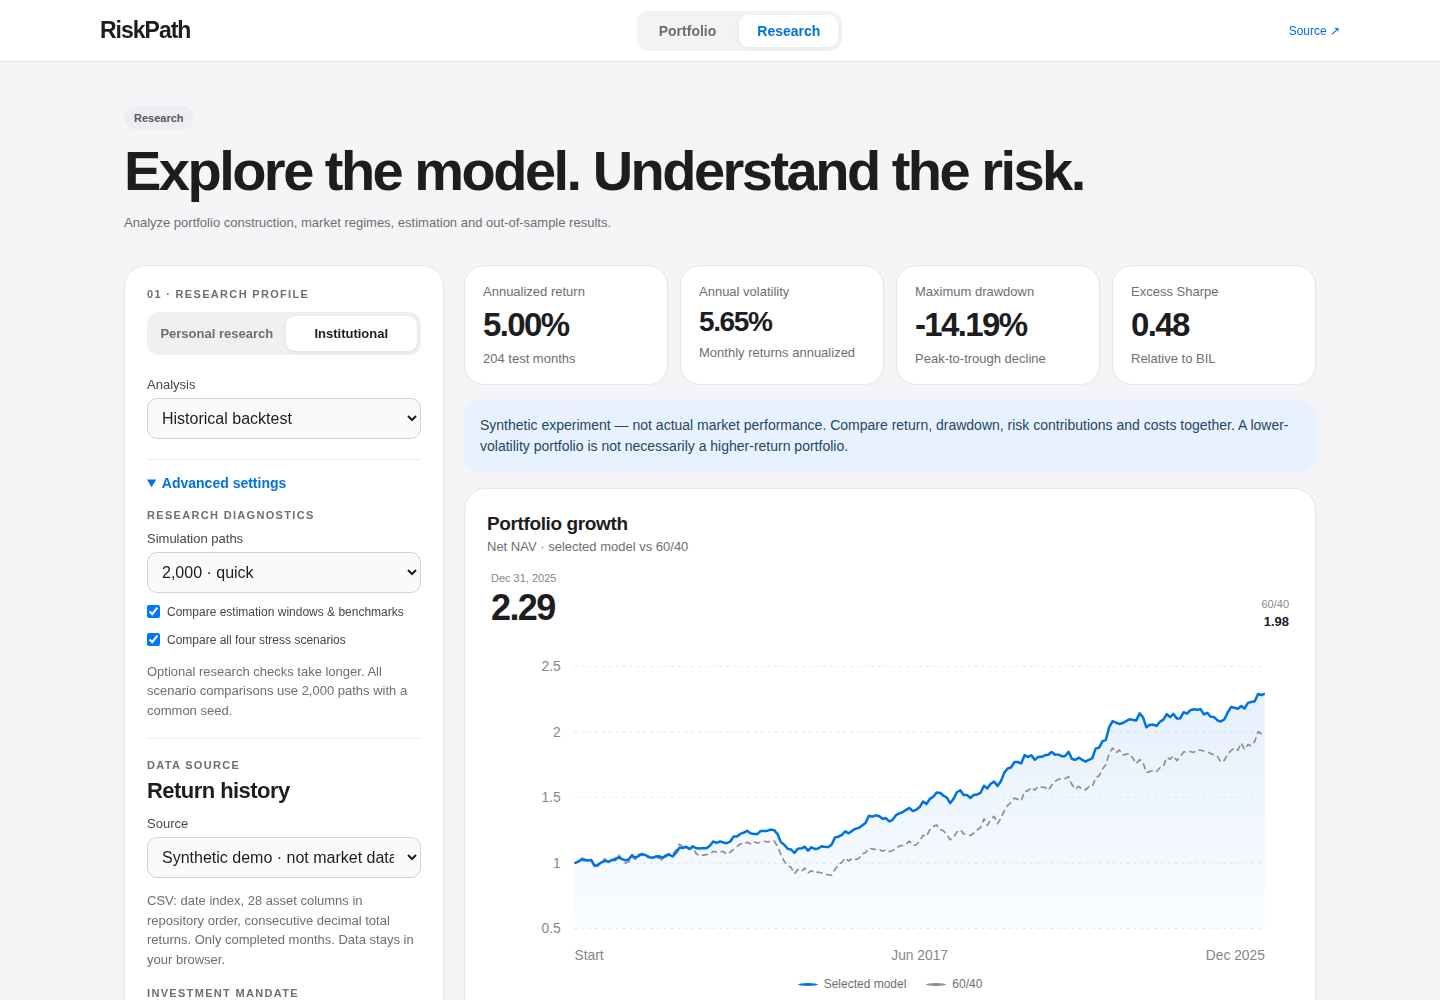 RiskPath
Portfolio
Research
Source ↗
Research
Explore the model. Understand the risk.
Analyze portfolio construction, market regimes, estimation and out-of-sample results.
01 · RESEARCH PROFILE
Personal research
Institutional
Analysis
Historical backtest
▼ Advanced settings
RESEARCH DIAGNOSTICS
Simulation paths
2,000 · quick
Compare estimation windows & benchmarks
Compare all four stress scenarios
Optional research checks take longer. All
scenario comparisons use 2,000 paths with a
common seed.
DATA SOURCE
Return history
Source
Synthetic demo · not market data
CSV: date index, 28 asset columns in
repository order, consecutive decimal total
returns. Only completed months. Data stays in
your browser.
INVESTMENT MANDATE
Annualized return
5.00%
204 test months
Annual volatility
5.65%
Monthly returns annualized
Maximum drawdown
-14.19%
Peak-to-trough decline
Excess Sharpe
0.48
Relative to BIL
Synthetic experiment — not actual market performance. Compare return, drawdown, risk contributions and costs together. A lower-
volatility portfolio is not necessarily a higher-return portfolio.
Portfolio growth
Net NAV · selected model vs 60/40
Dec 31, 2025
2.29
60/40
1.98
2.5
2
1.5
1
0.5
Start
Jun 2017
Dec 2025
Selected model
60/40